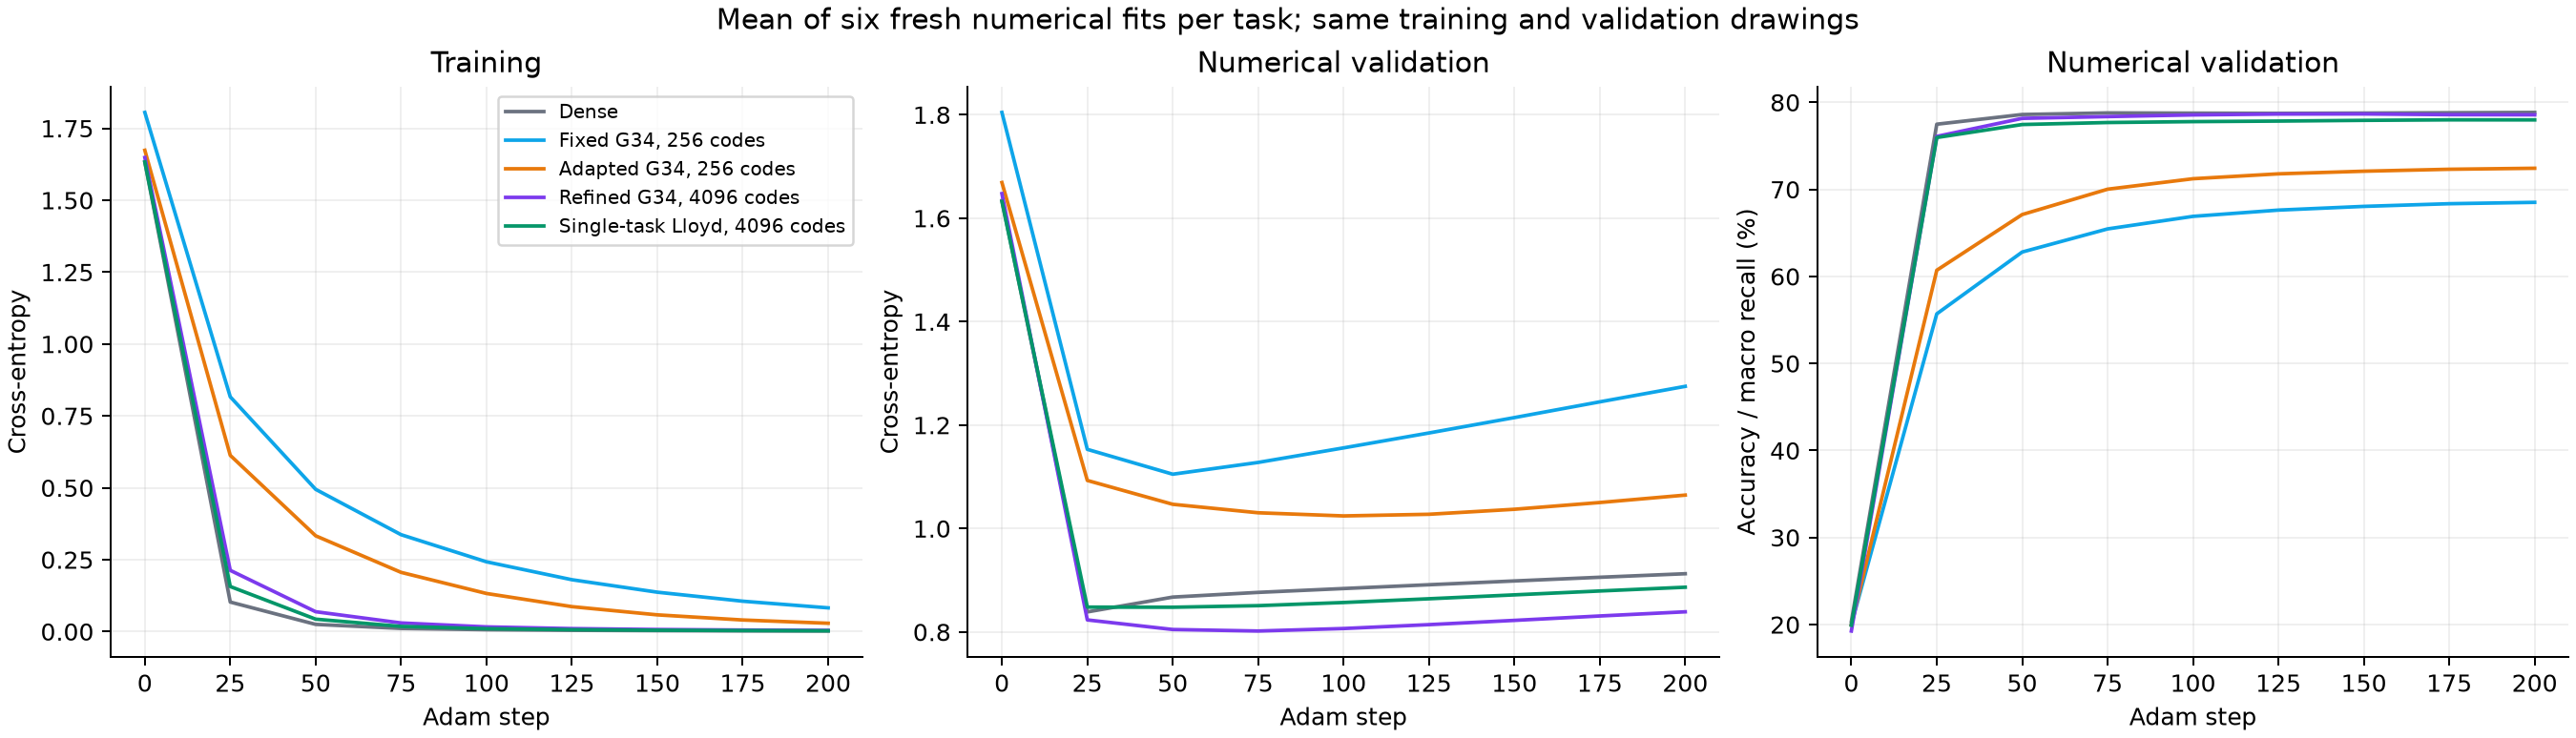 Mean of six fresh numerical fits per task; same training and validation drawings
Training
Cross-entropy
1.75
1.50
1.25
1.00
0.75
0.50
0.25
0.00
0 25 50 75 100 125 150 175 200
Adam step
Dense
Fixed G34, 256 codes
Adapted G34, 256 codes
Refined G34, 4096 codes
Single-task Lloyd, 4096 codes
Numerical validation
Cross-entropy
1.8
1.6
1.4
1.2
1.0
0.8
0 25 50 75 100 125 150 175 200
Adam step
Numerical validation
Accuracy / macro recall (%)
80
70
60
50
40
30
20
0 25 50 75 100 125 150 175 200
Adam step